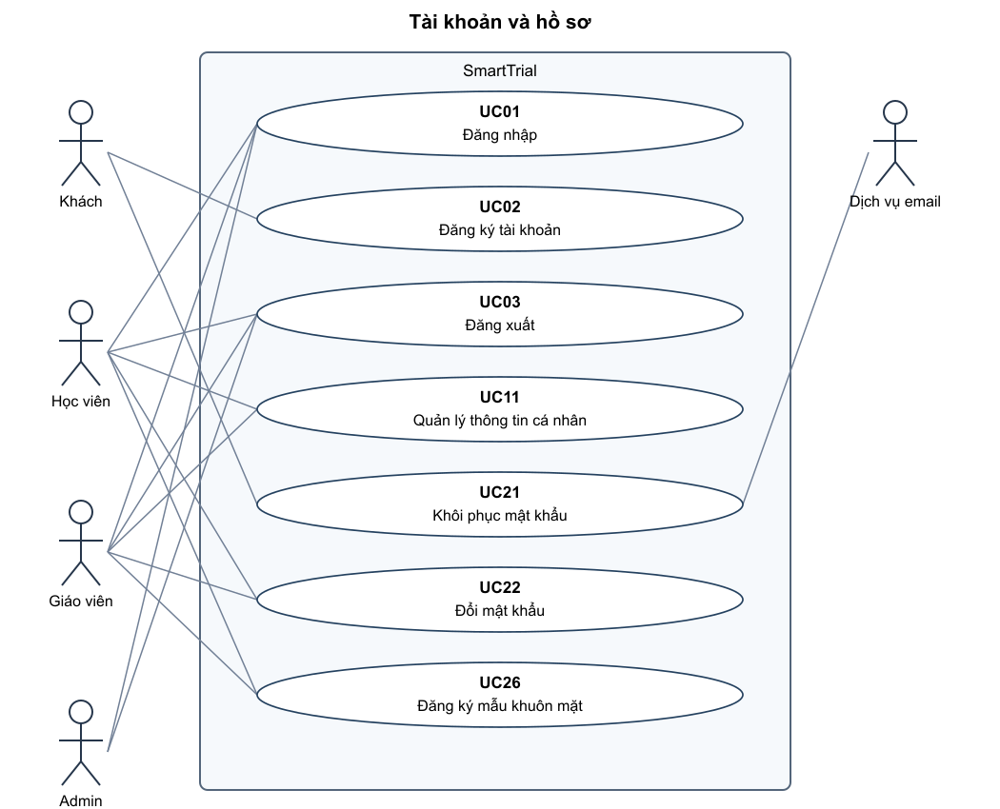 Tài khoản và hồ sơ
SmartTrial
UC01
Đăng nhập
Khách
UC02
Đăng ký tài khoản
Dịch vụ email
UC03
Đăng xuất
Học viên
UC11
Quản lý thông tin cá nhân
UC21
Khôi phục mật khẩu
Giáo viên
UC22
Đổi mật khẩu
UC26
Đăng ký mẫu khuôn mặt
Admin